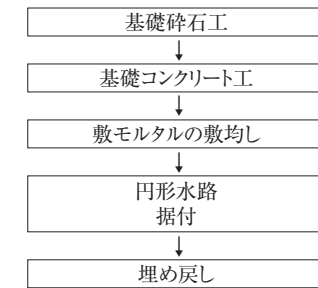 基礎砕石工
基礎コンクリート工
敷モルタルの敷均し
円形水路
据付
埋め戻し